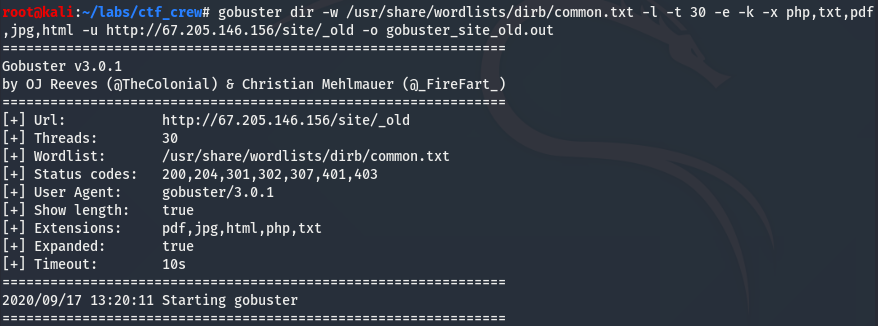 root@kali:~/labs/ctf_crew# gobuster dir -w /usr/share/wordlists/dirb/common.txt -l -t 30 -e -k -x php,txt,pdf
,jpg,html -u http://67.205.146.156/site/_old -o gobuster_site_old.out
===============================================================
Gobuster v3.0.1
by OJ Reeves (@TheColonial) & Christian Mehlmauer (@_FireFart_)
===============================================================
[+] Url:            http://67.205.146.156/site/_old
[+] Threads:        30
[+] Wordlist:       /usr/share/wordlists/dirb/common.txt
[+] Status codes:   200,204,301,302,307,401,403
[+] User Agent:     gobuster/3.0.1
[+] Show length:    true
[+] Extensions:     pdf,jpg,html,php,txt
[+] Expanded:       true
[+] Timeout:        10s
===============================================================
2020/09/17 13:20:11 Starting gobuster
===============================================================